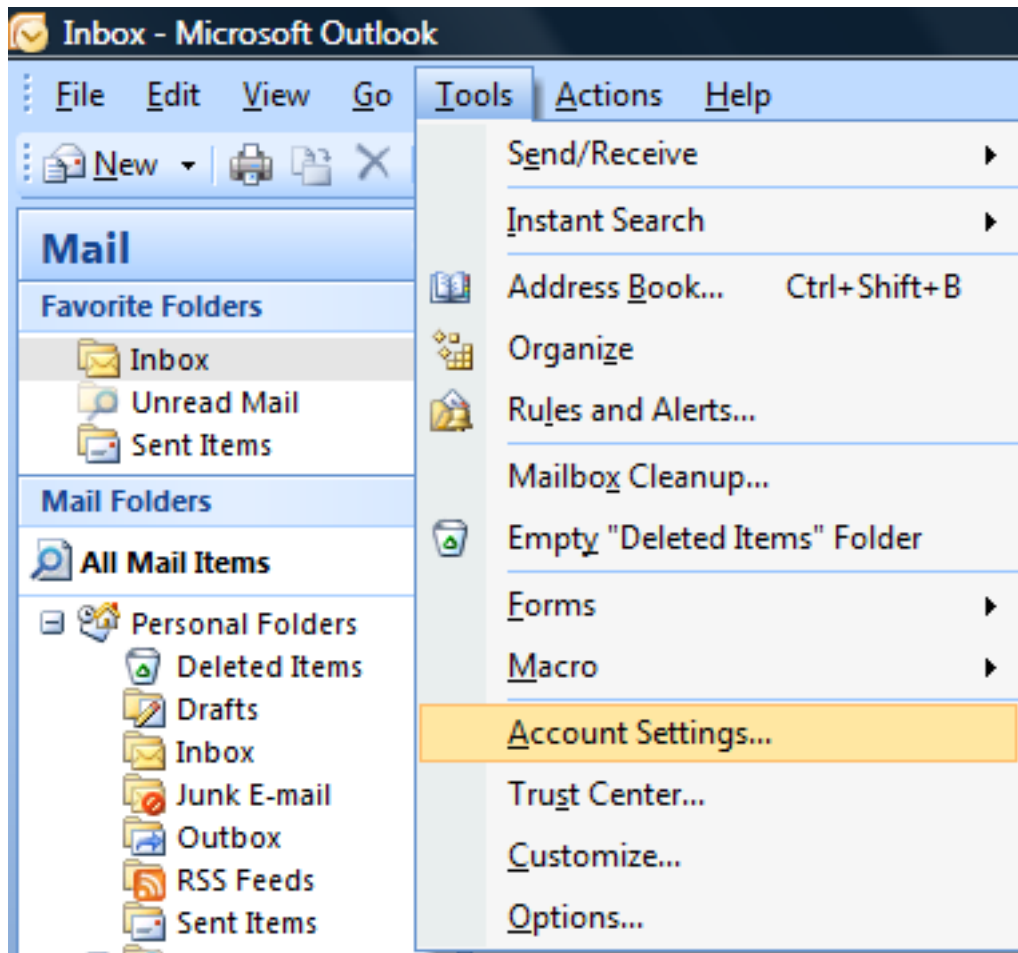 Inbox - Microsoft Outlook
File Edit View Go Tools Actions Help
New
Mail
Favorite Folders
Inbox
Unread Mail
Sent Items
Mail Folders
All Mail Items
Personal Folders
Deleted Items
Drafts
Inbox
Junk E-mail
Outbox
RSS Feeds
Sent Items
Send/Receive
Instant Search
Address Book... Ctrl+Shift+B
Organize
Rules and Alerts...
Mailbox Cleanup...
Empty "Deleted Items" Folder
Forms
Macro
Account Settings...
Trust Center...
Customize...
Options...